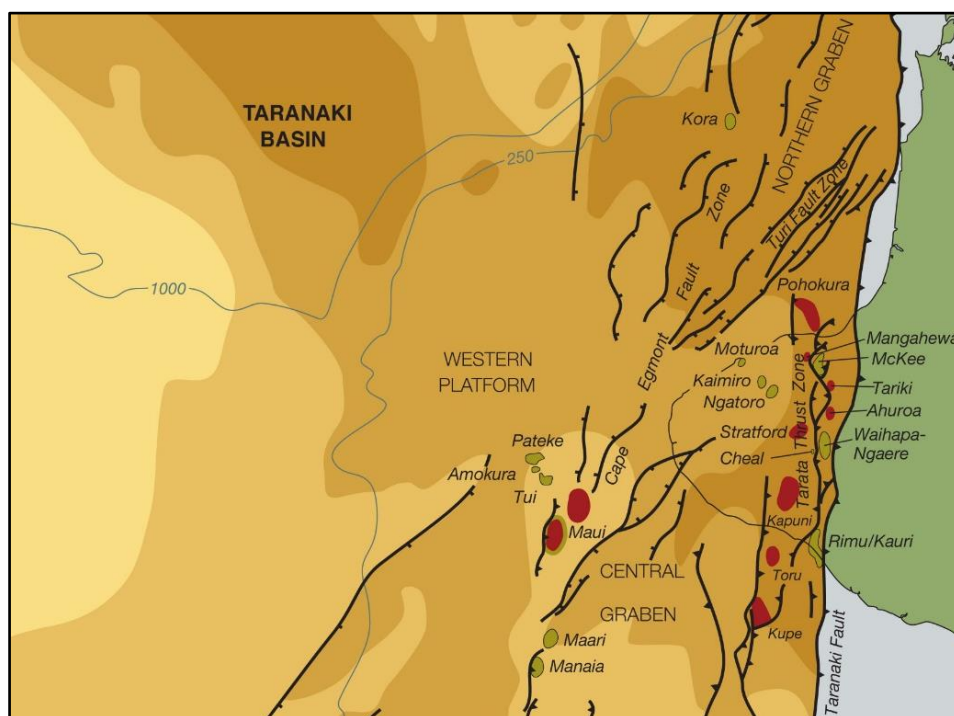 TARANAKI
BASIN
Kora
NORTHERN GRABEN
250
Turi Fault Zone
Zone
Fault
Egmont
Cape
1000
Pohokura
Mangahewa
McKee
Moturoa
Kaimiro
Ngatoro
Tariki
Ahuroa
WESTERN
PLATFORM
Tarata Thrust Zone
Stratford
Cheal
Waihapa-
Ngaere
Pateke
Amokura
Tui
Maui
Kapuni
Rimu/Kauri
CENTRAL
GRABEN
Toru
Kupe
Maari
Manaia
Taranaki Fault